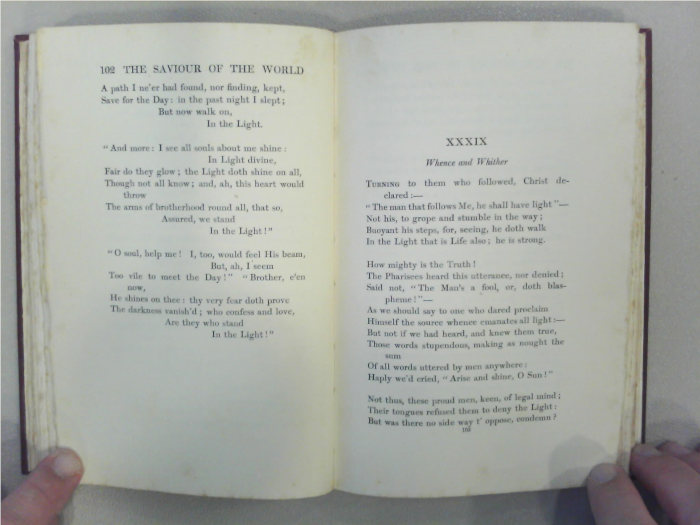 102 THE SAVIOUR OF THE WORLD
A path I ne'er had found, nor finding, kept,
Save for the Day: in the past night I slept;
But now walk on,
In the Light.
"And more: I see all souls about me shine:
In Light divine,
Fair do they glow; the Light doth shine on all,
Though not all know; and, ah, this heart would
throw
The arms of brotherhood round all, that so,
Assured, we stand
In the Light!"
"O soul, help me! I, too, would feel His beam,
But, ah, I seem
Too vile to meet the Day!" "Brother, e'en
now,
He shines on thee: thy very fear doth prove
The darkness vanish'd; who confess and love,
Are they who stand
In the Light!"
XXXIX
Whence and Whither
TURNING to them who followed, Christ de-
clared:—
"The man that follows Me, he shall have light"—
Not his, to grope and stumble in the way;
Buoyant his steps, for, seeing, he doth walk
In the Light that is Life also; he is strong.
How mighty is the Truth!
The Pharisees heard this utterance, nor denied;
Said not, "The Man's a fool, or, doth blas-
pheme!"—
As we should say to one who dared proclaim
Himself the source whence emanates all light:—
But not if we had heard, and knew them true,
Those words stupendous, making as nought the
sum
Of all words uttered by men anywhere:
Haply we'd cried, "Arise and shine, O Sun!"
Not thus, these proud men, keen, of legal mind;
Their tongues refused them to deny the Light:
But was there no side way t' oppose, condemn?
103